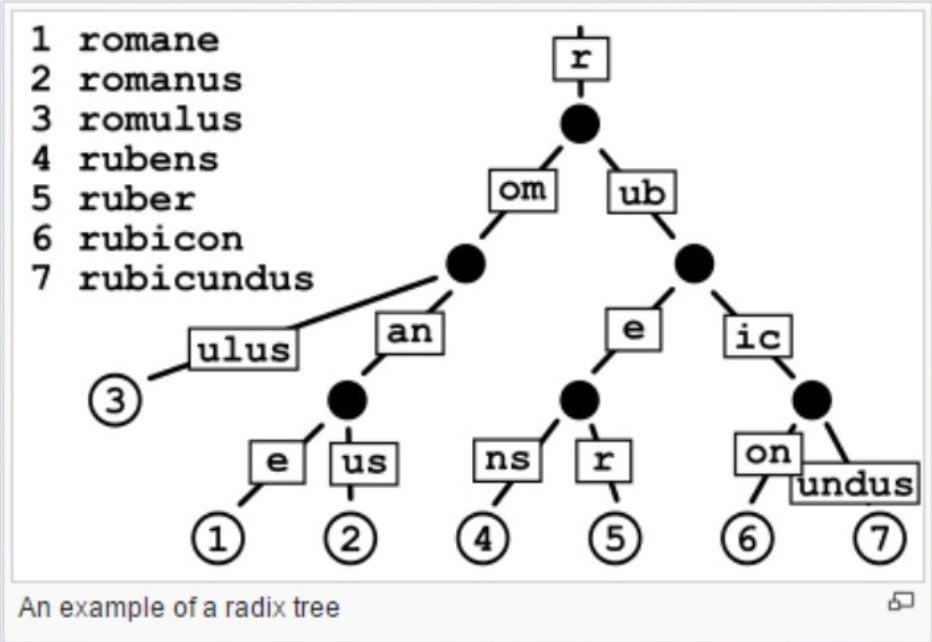 1 romane
2 romanus
3 romulus
4 rubens
5 ruber
6 rubicon
7 rubicundus
r
om
ub
ulus
an
e
ic
3
e
us
ns
r
on
undus
1
2
4
5
6
7
An example of a radix tree